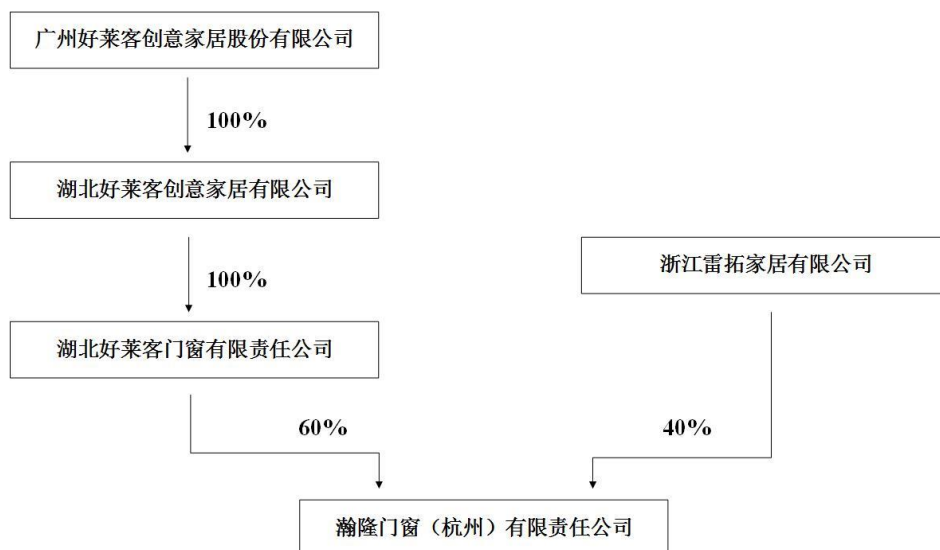 广州好莱客创意家居股份有限公司
100%
湖北好莱客创意家居有限公司
100%
浙江雷拓家居有限公司
湖北好莱客门窗有限责任公司
60%
40%
瀚隆门窗（杭州）有限责任公司